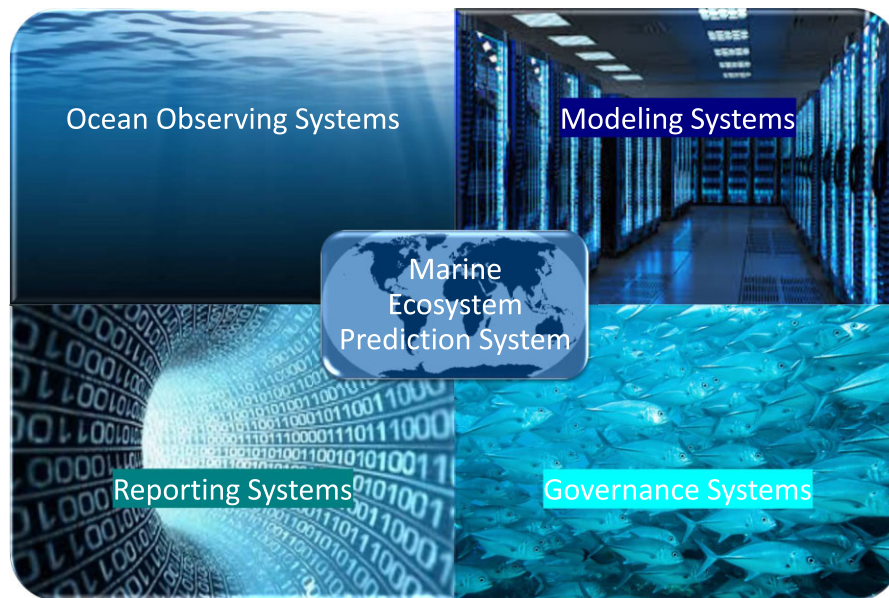 Ocean Observing Systems
Modeling Systems
Marine
Ecosystem
Prediction System
Reporting Systems
Governance Systems